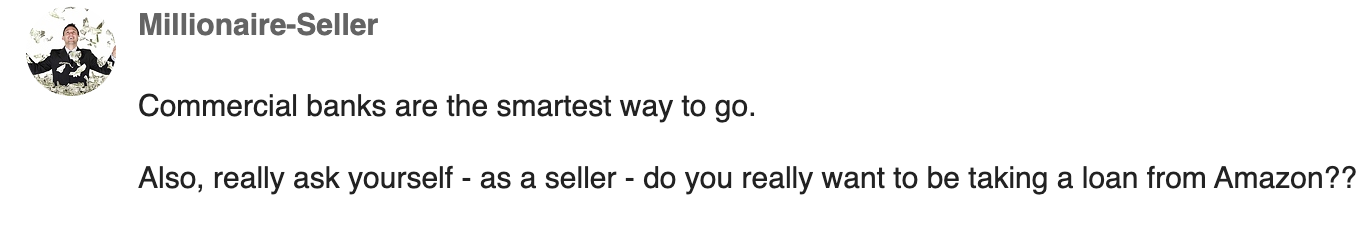 Millionaire-Seller
Commercial banks are the smartest way to go.
Also, really ask yourself - as a seller - do you really want to be taking a loan from Amazon??